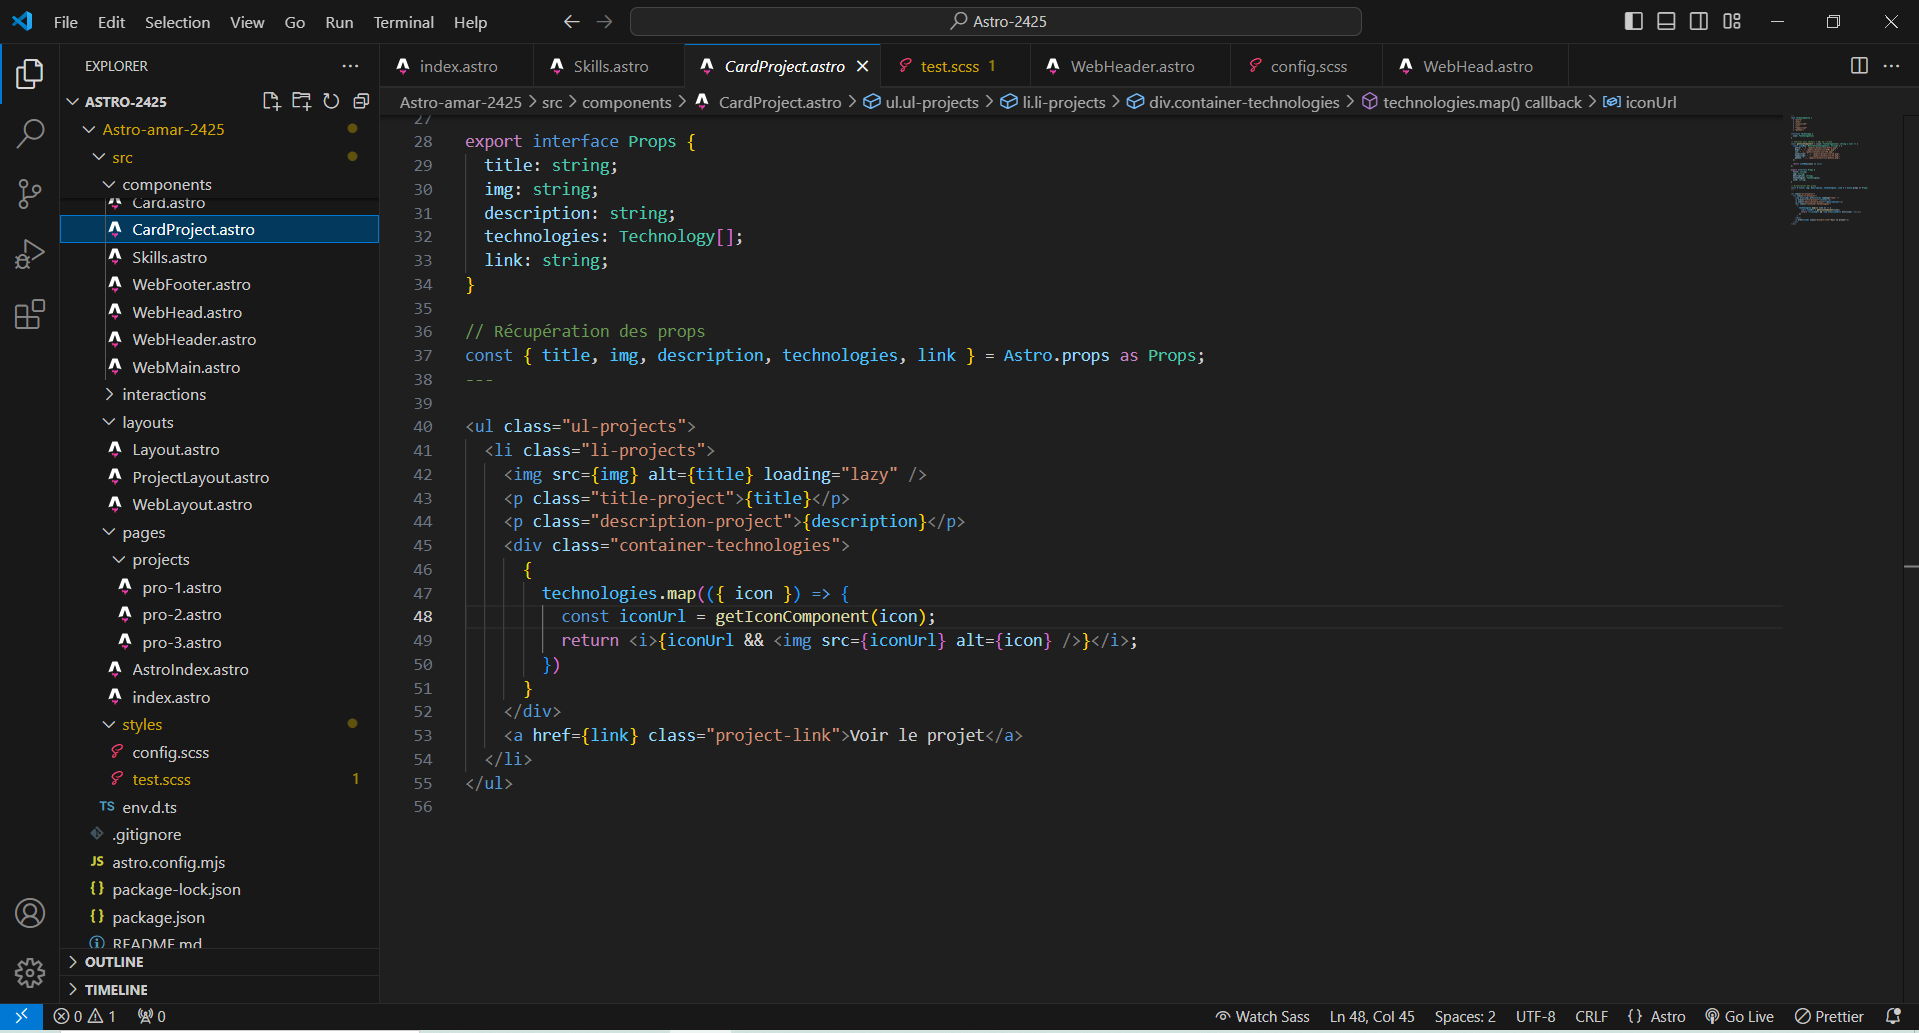 File Edit Selection View Go Run Terminal Help
Astro-2425
EXPLORER
ASTRO-2425
Astro-amar-2425
src
components
Card.astro
CardProject.astro
Skills.astro
WebFooter.astro
WebHead.astro
WebHeader.astro
WebMain.astro
interactions
layouts
Layout.astro
ProjectLayout.astro
WebLayout.astro
pages
projects
pro-1.astro
pro-2.astro
pro-3.astro
AstroIndex.astro
index.astro
styles
config.scss
test.scss 1
TS env.d.ts
.gitignore
JS astro.config.mjs
{} package-lock.json
{} package.json
README.md
OUTLINE
TIMELINE
index.astro Skills.astro CardProject.astro test.scss 1 WebHeader.astro config.scss WebHead.astro
Astro-amar-2425 > src > components > CardProject.astro > ul.ul-projects > li.li-projects > div.container-technologies > technologies.map() callback > iconUrl
27
28 export interface Props {
29 title: string;
30 img: string;
31 description: string;
32 technologies: Technology[];
33 link: string;
34 }
35
36 // Récupération des props
37 const { title, img, description, technologies, link } = Astro.props as Props;
38 ---
39
40 <ul class="ul-projects">
41 <li class="li-projects">
42 <img src={img} alt={title} loading="lazy" />
43 <p class="title-project">{title}</p>
44 <p class="description-project">{description}</p>
45 <div class="container-technologies">
46 {
47 technologies.map(({ icon }) => {
48 const iconUrl = getIconComponent(icon);
49 return <i>{iconUrl && <img src={iconUrl} alt={icon} />}</i>;
50 })
51 }
52 </div>
53 <a href={link} class="project-link">Voir le projet</a>
54 </li>
55 </ul>
56
0 1 0 Watch Sass Ln 48, Col 45 Spaces: 2 UTF-8 CRLF {} Astro Go Live Prettier